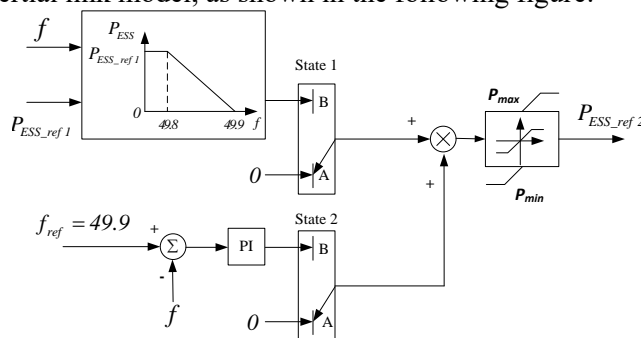 ertial link model, as shown in the following figure.
f
P_ESS
P_ESS_ref 1
0
49.8
49.9
f
P_ESS_ref 1
State 1
B
0
A
+
+
P_max
P_min
P_ESS_ref 2
f_ref = 49.9
+
Σ
-
f
PI
State 2
B
0
A